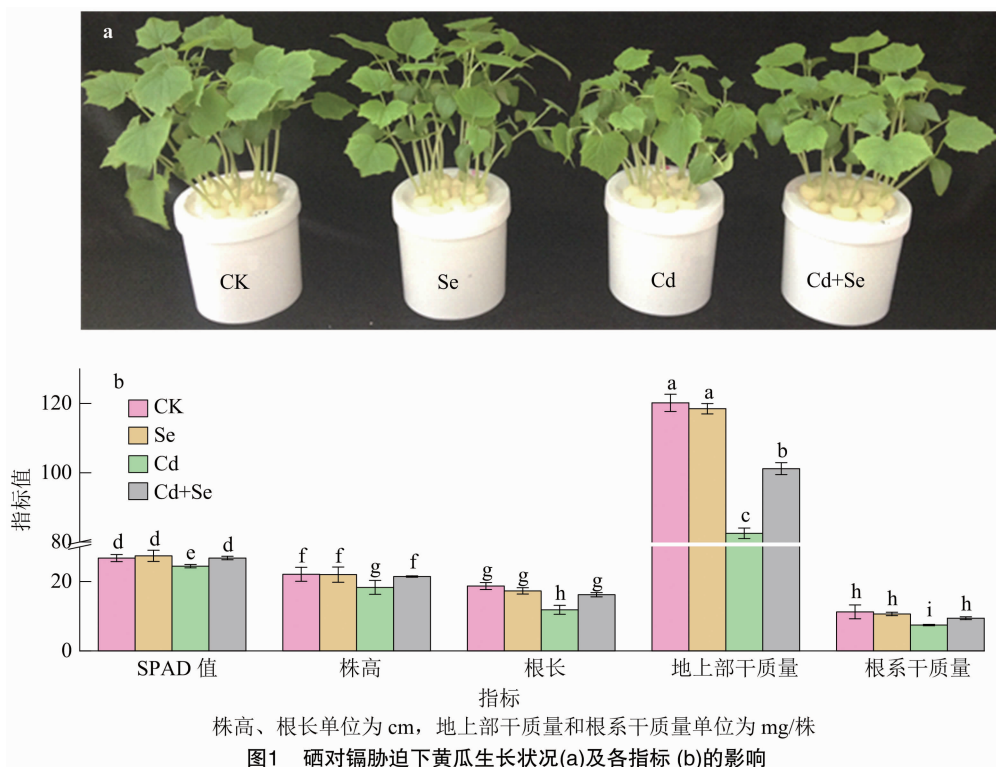 a
CK
Se
Cd
Cd+Se
b
CK
Se
Cd
Cd+Se
指标值
120
100
80
20
0
d d e d
f f g f
g g h g
a a c b
h h i h
SPAD 值
株高
根长
地上部干质量
根系干质量
指标
株高、根长单位为 cm，地上部干质量和根系干质量单位为 mg/株
图1 硒对镉胁迫下黄瓜生长状况(a)及各指标 (b)的影响